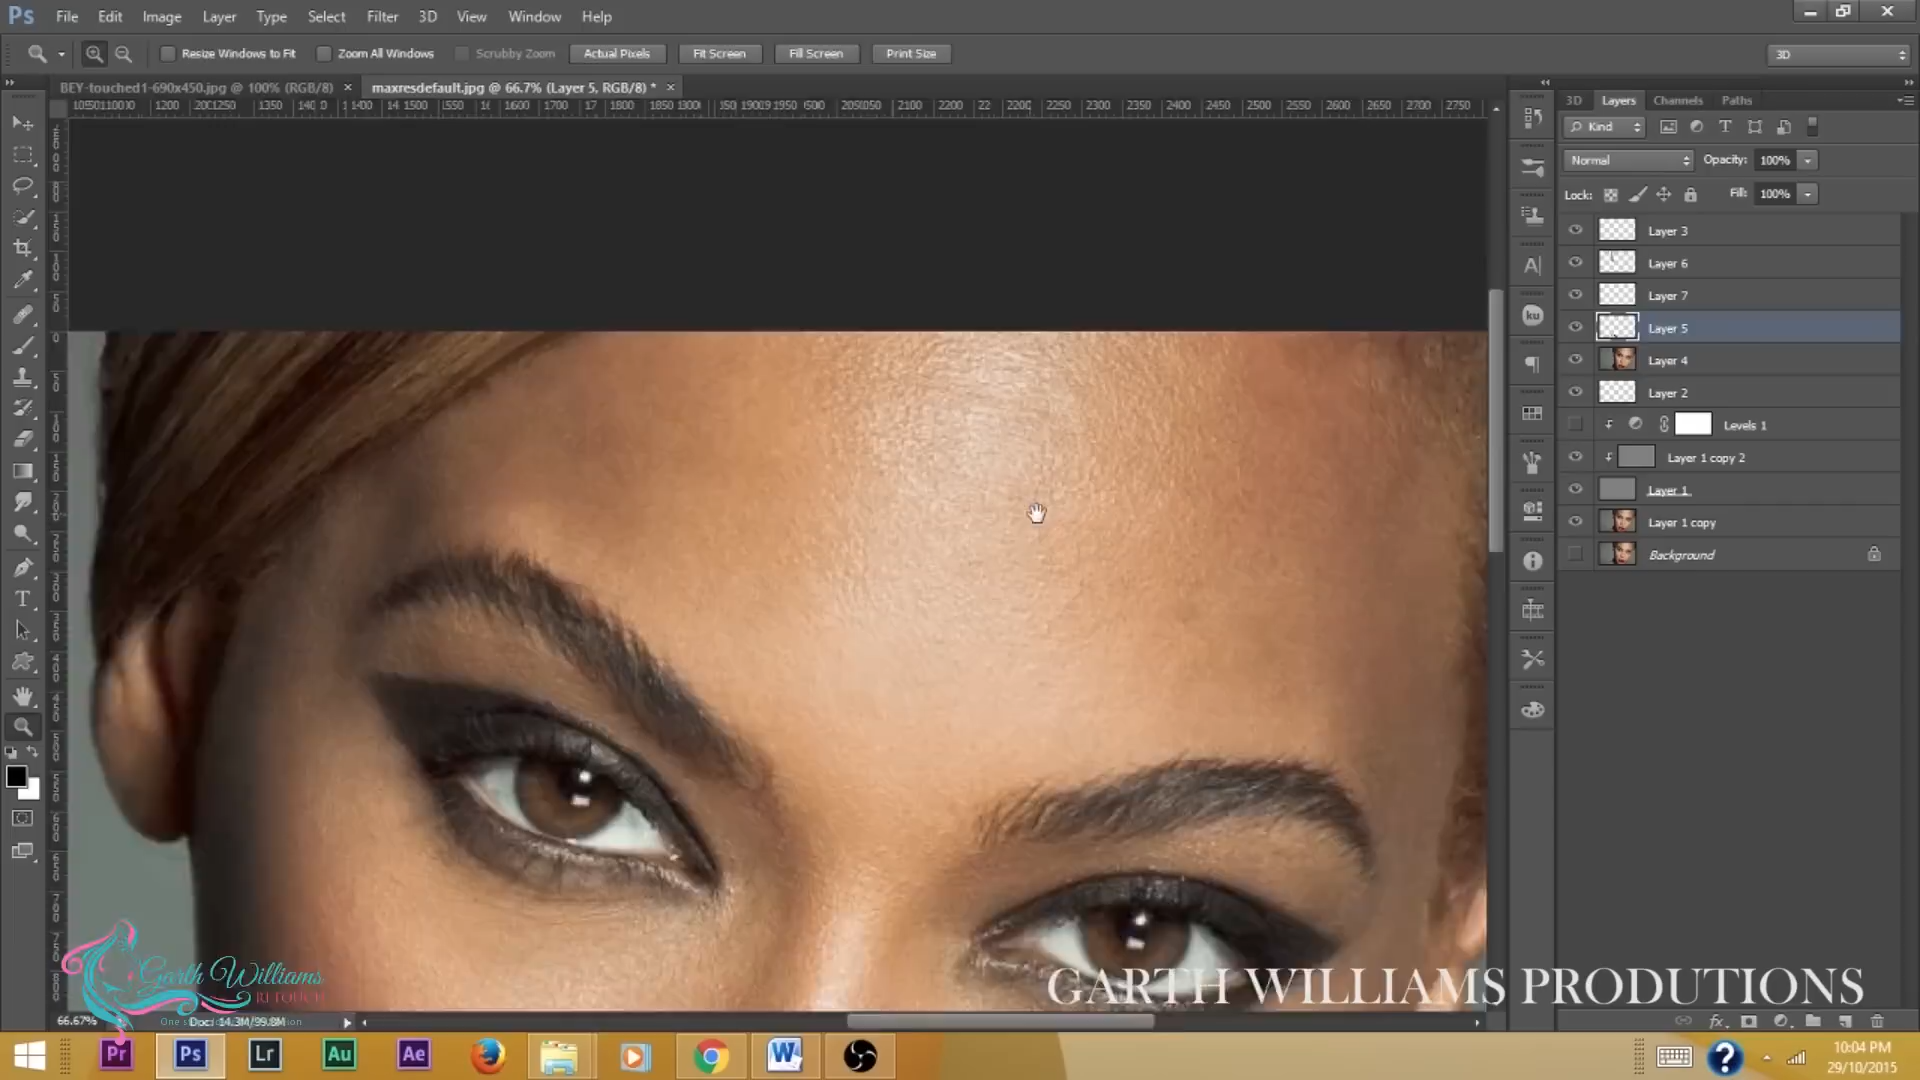 Ps File Edit Image Layer Type Select Filter 3D View Window Help
Resize Windows to Fit Zoom All Windows Scrubby Zoom Actual Pixels Fit Screen Fill Screen Print Size 3D
BEY-touched1-690x450.jpg @ 100% (RGB/8) × maxresdefault.jpg @ 66.7% (Layer 5, RGB/8) * ×
3D Layers Channels Paths
Kind
Normal Opacity: 100%
Lock: Fill: 100%
Layer 3
Layer 6
Layer 7
Layer 5
Layer 4
Layer 2
Levels 1
Layer 1 copy 2
Layer 1
Layer 1 copy
Background
ku
Garth Williams
RETOUCH
GARTH WILLIAMS PRODUTIONS
66.67% Doc: 14.3M/99.8M
Pr Ps Lr Au Ae
10:04 PM
29/10/2015